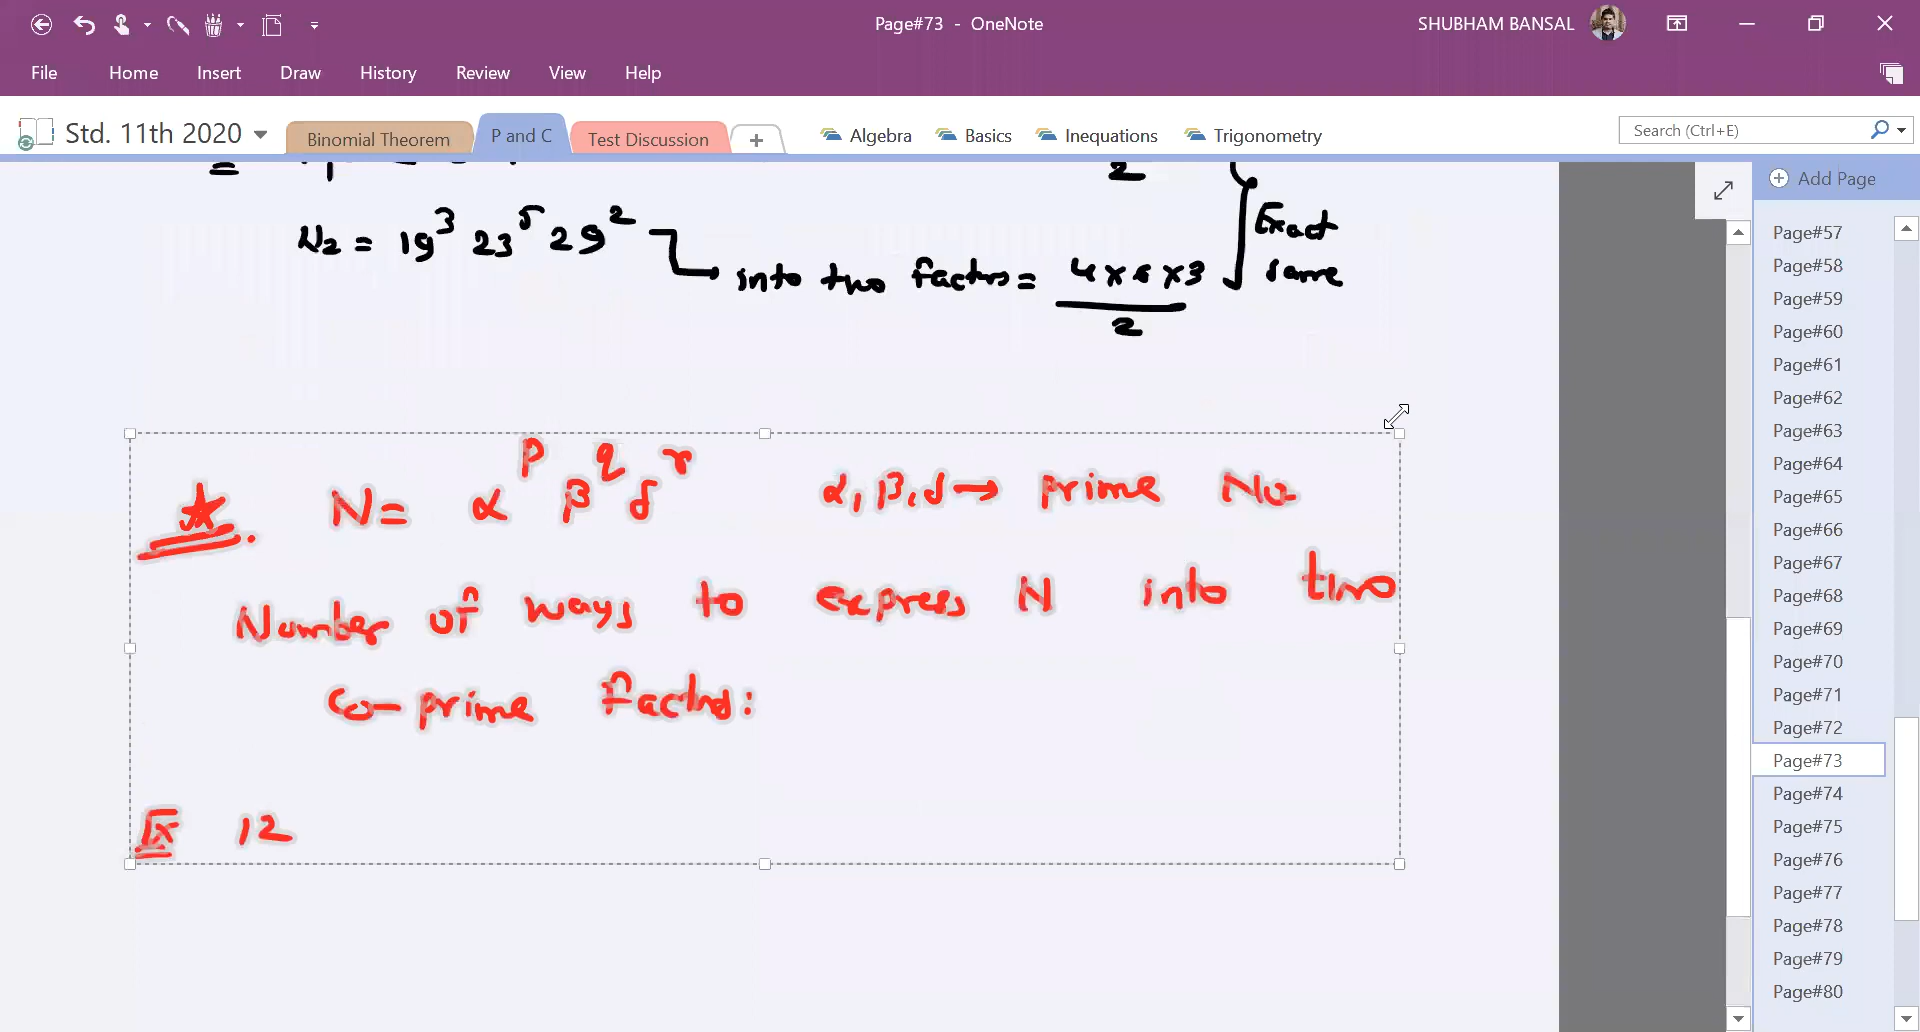 Page#73 - OneNote
SHUBHAM BANSAL
File Home Insert Draw History Review View Help
Std. 11th 2020
Binomial Theorem
P and C
Test Discussion
Algebra
Basics
Inequations
Trigonometry
Search (Ctrl+E)
Add Page
2
N₂ = 19³ 23⁵ 29²
into two factors = 4 x 6 x 3
2
Exact
same
N = α^p β^q δ^r
α, β, δ → prime No
Number of ways to express N into two
co-prime factors:
Ex 12
Page#57
Page#58
Page#59
Page#60
Page#61
Page#62
Page#63
Page#64
Page#65
Page#66
Page#67
Page#68
Page#69
Page#70
Page#71
Page#72
Page#73
Page#74
Page#75
Page#76
Page#77
Page#78
Page#79
Page#80